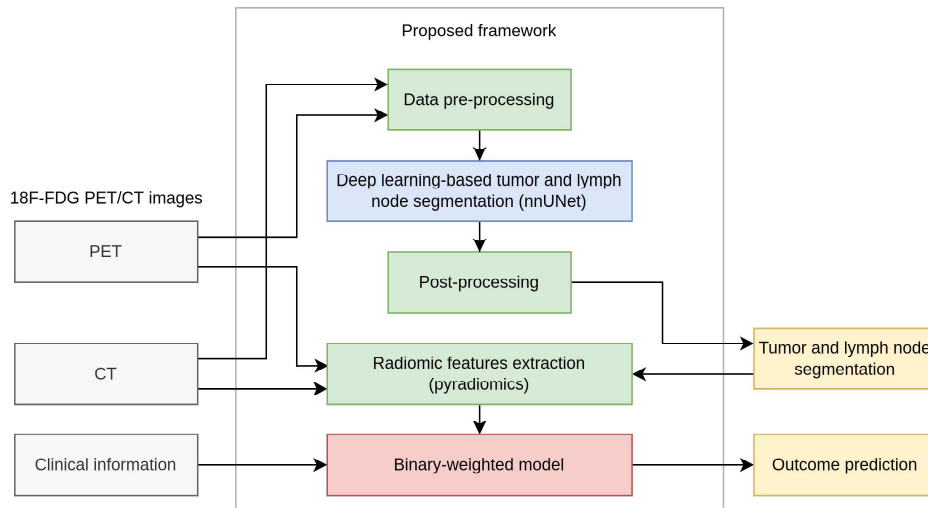 Proposed framework
Data pre-processing
Deep learning-based tumor and lymph
node segmentation (nnUNet)
18F-FDG PET/CT images
PET
Post-processing
CT
Radiomic features extraction
(pyradiomics)
Tumor and lymph node
segmentation
Clinical information
Binary-weighted model
Outcome prediction